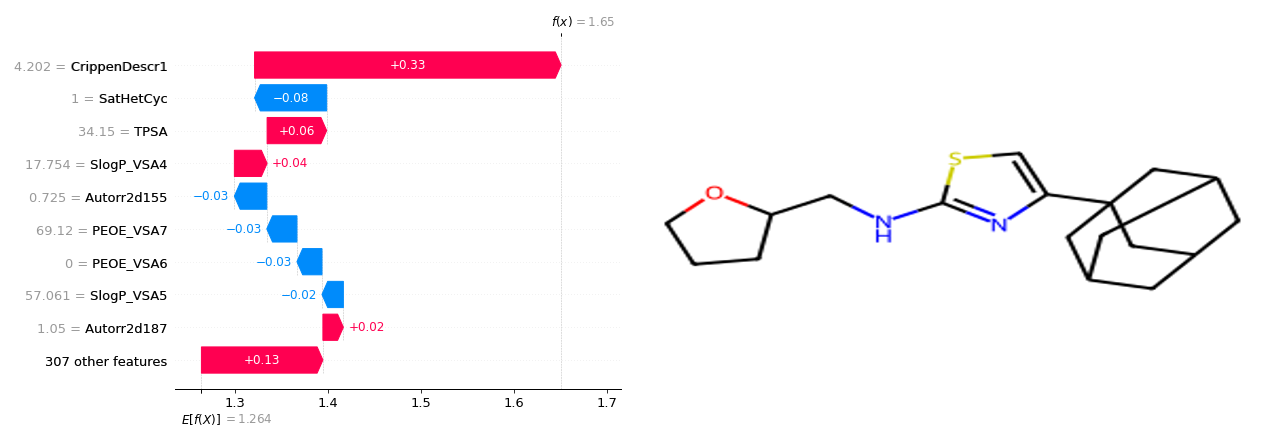 f(x) = 1.65
4.202 = CrippenDescr1
+0.33
1 = SatHetCyc
−0.08
34.15 = TPSA
+0.06
17.754 = SlogP_VSA4
+0.04
0.725 = Autorr2d155
−0.03
69.12 = PEOE_VSA7
−0.03
0 = PEOE_VSA6
−0.03
57.061 = SlogP_VSA5
−0.02
1.05 = Autorr2d187
+0.02
307 other features
+0.13
1.3 1.4 1.5 1.6 1.7
E[f(X)] = 1.264
S
O
N
H
N